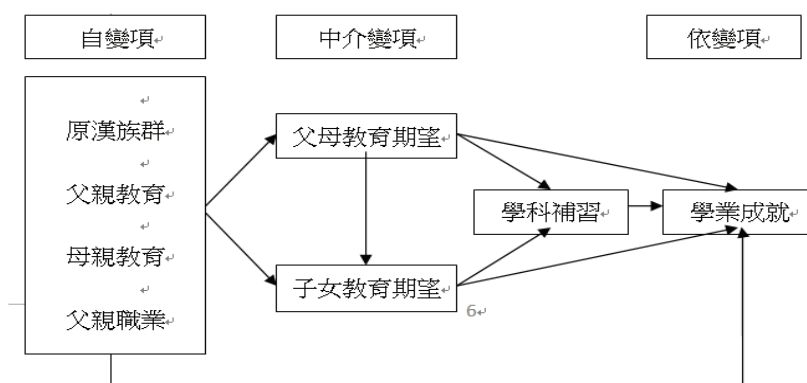 自變項
中介變項
依變項
原漢族群
父親教育
母親教育
父親職業
父母教育期望
學科補習
學業成就
子女教育期望
6